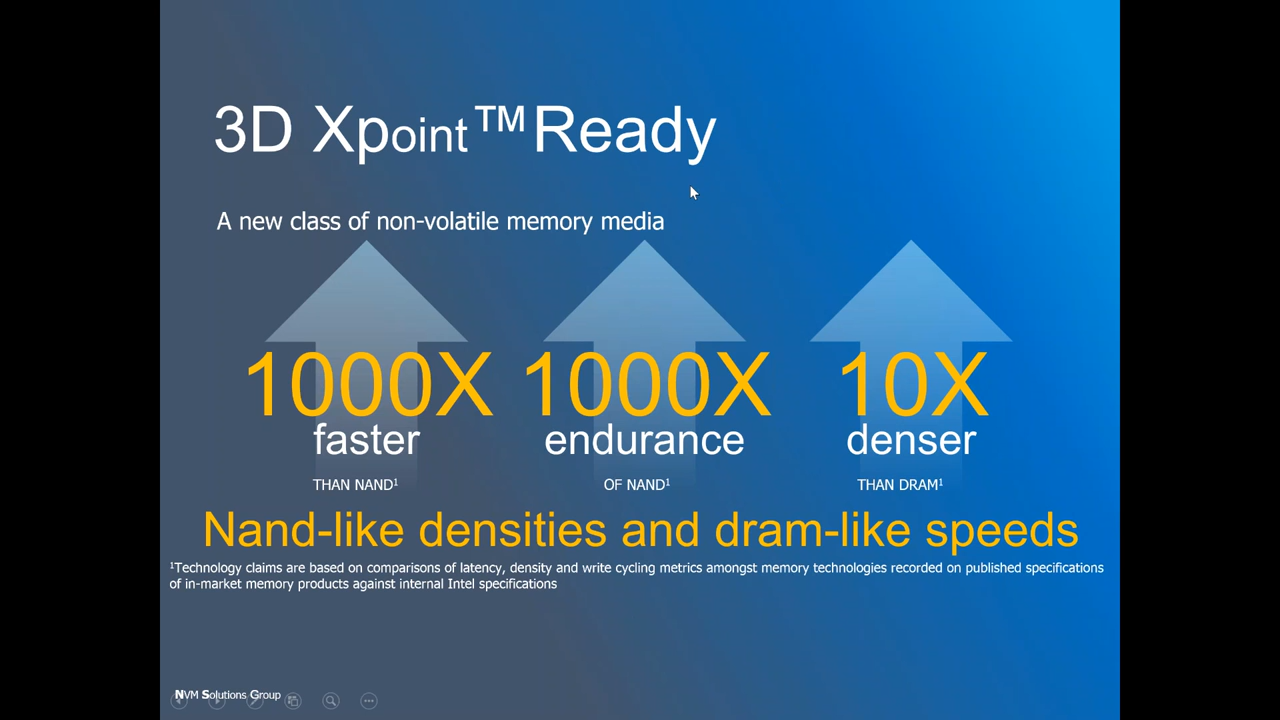 3D Xpoint™ Ready
A new class of non-volatile memory media
1000X 1000X 10X
faster endurance denser
THAN NAND¹ OF NAND¹ THAN DRAM¹
Nand-like densities and dram-like speeds
¹Technology claims are based on comparisons of latency, density and write cycling metrics amongst memory technologies recorded on published specifications
of in-market memory products against internal Intel specifications
NVM Solutions Group